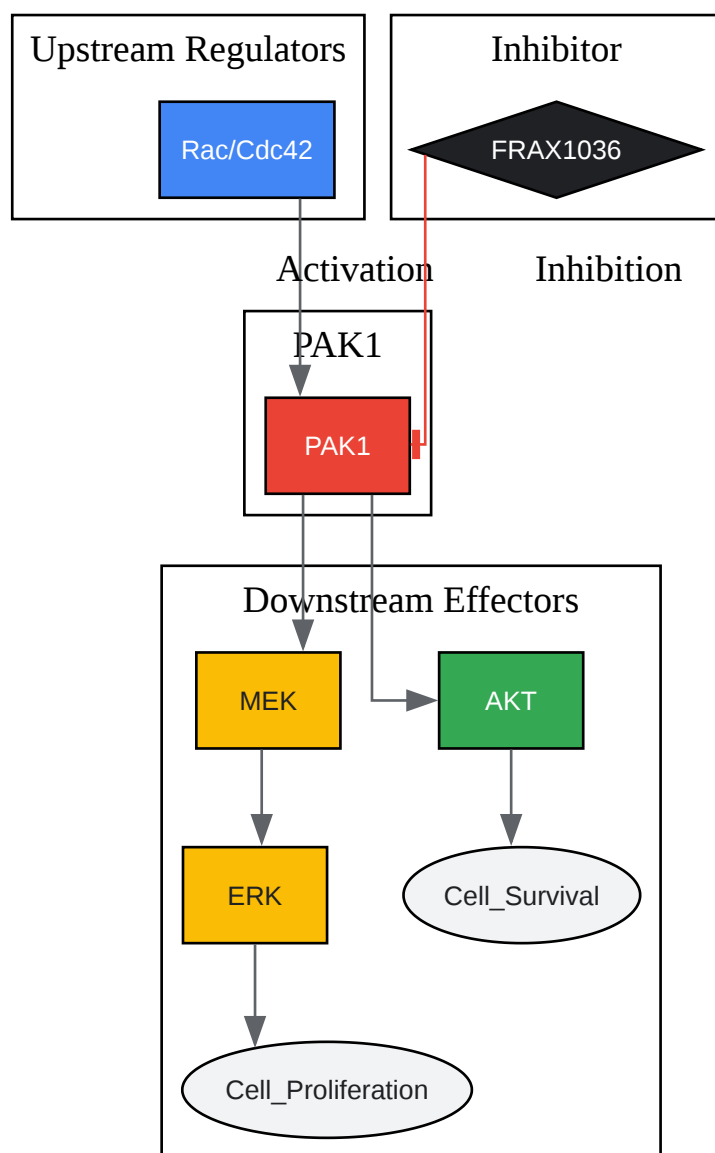 Upstream Regulators
Inhibitor
Rac/Cdc42
FRAX1036
Activation
Inhibition
PAK1
PAK1
Downstream Effectors
MEK
AKT
ERK
Cell_Survival
Cell_Proliferation